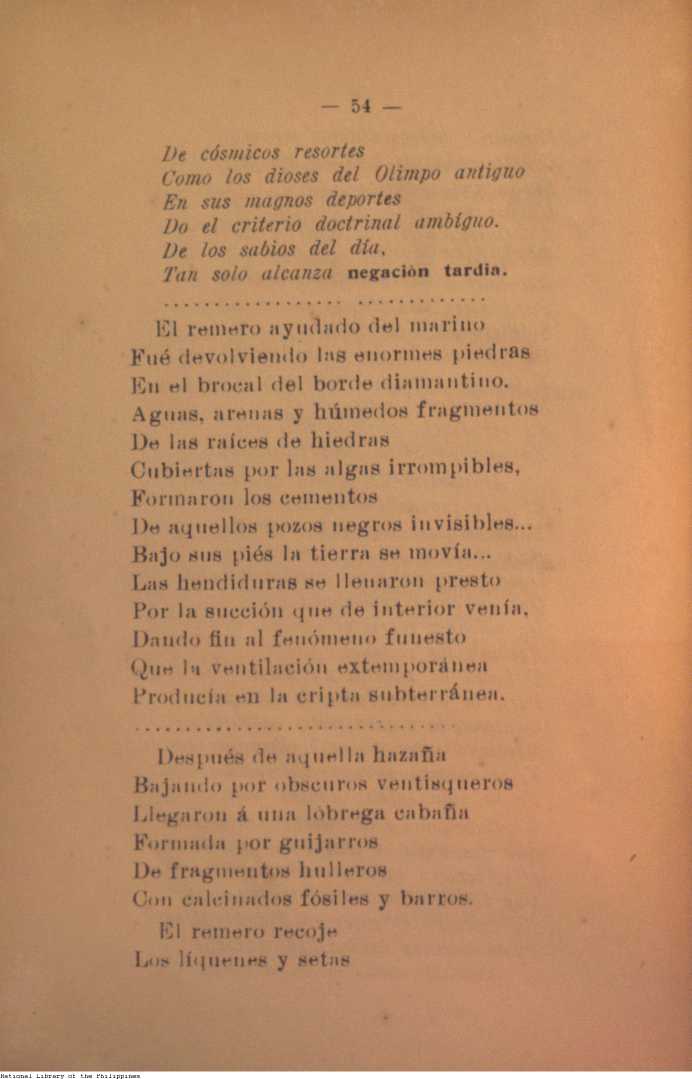 — 54 —
De cósmicos resortes
Como los dioses del Olimpo antiguo
En sus magnos deportes
Do el criterio doctrinal ambíguo.
De los sabios del día,
Tan solo alcanza negación tardia.
.................. .............
El remero ayudado del marino
Fué devolviendo las enormes piedras
En el brocal del borde diamantino.
Aguas, arenas y húmedos fragmentos
De las raíces de hiedras
Cubiertas por las algas irrompibles,
Formaron los cementos
De aquellos pozos negros invisibles...
Bajo sus piés la tierra se movía...
Las hendiduras se llenaron presto
Por la succión que de interior venía,
Dando fin al fenómeno funesto
Que la ventilación extemporánea
Producía en la cripta subterránea.
................................
Después de aquella hazaña
Bajando por obscuros ventisqueros
Llegaron á una lóbrega cabaña
Formada por guijarros
De fragmentos hulleros
Con calcinados fósiles y barros.
El remero recoje
Los líquenes y setas
National Library of the Philippines